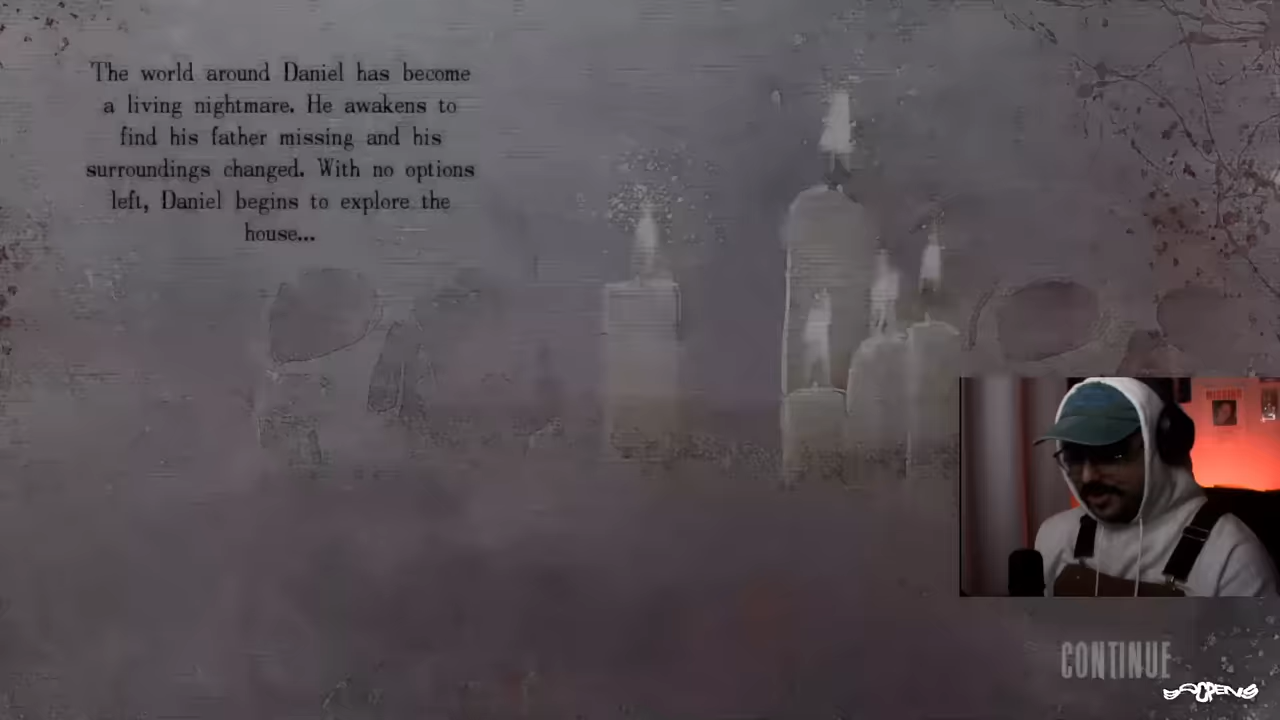 The world around Daniel has become
a living nightmare. He awakens to
find his father missing and his
surroundings changed. With no options
left, Daniel begins to explore the
house...
MISSING
CONTINUE